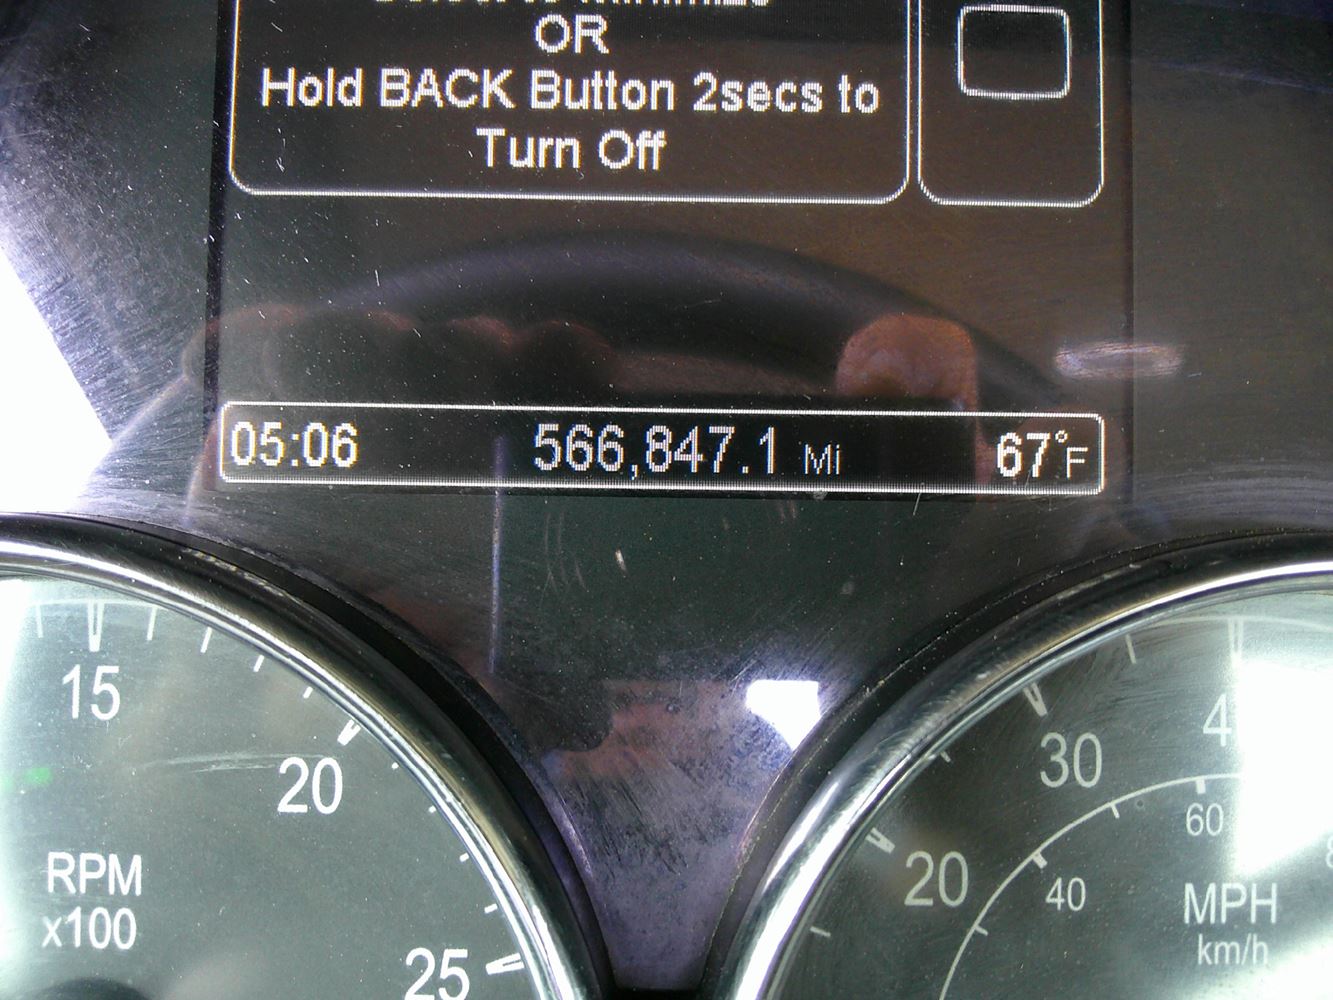 OR
Hold BACK Button 2secs to
Turn Off
05:06 566,847.1 Mi 67°F
15
20
25
RPM
x100
30
20
60
40
MPH
km/h